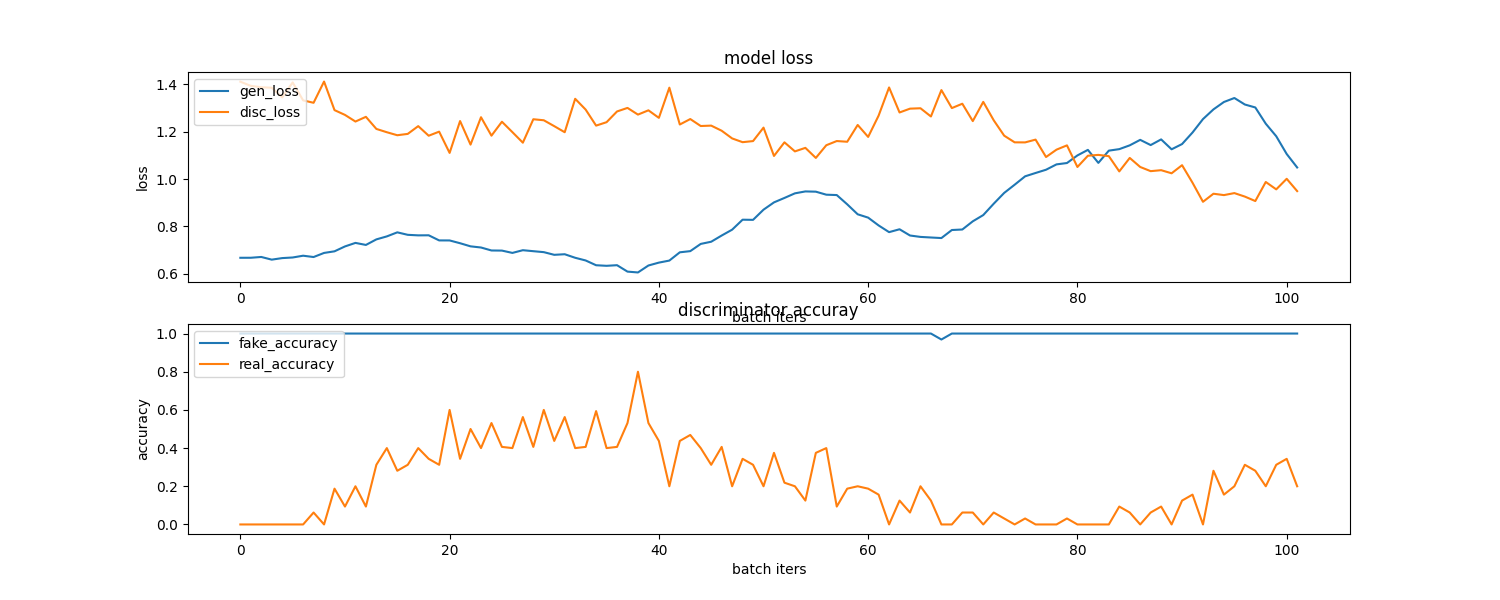 model loss
gen_loss
disc_loss
loss
1.4
1.2
1.0
0.8
0.6
0 20 40 60 80 100
batch iters
discriminator accuray
fake_accuracy
real_accuracy
accuracy
1.0
0.8
0.6
0.4
0.2
0.0
0 20 40 60 80 100
batch iters